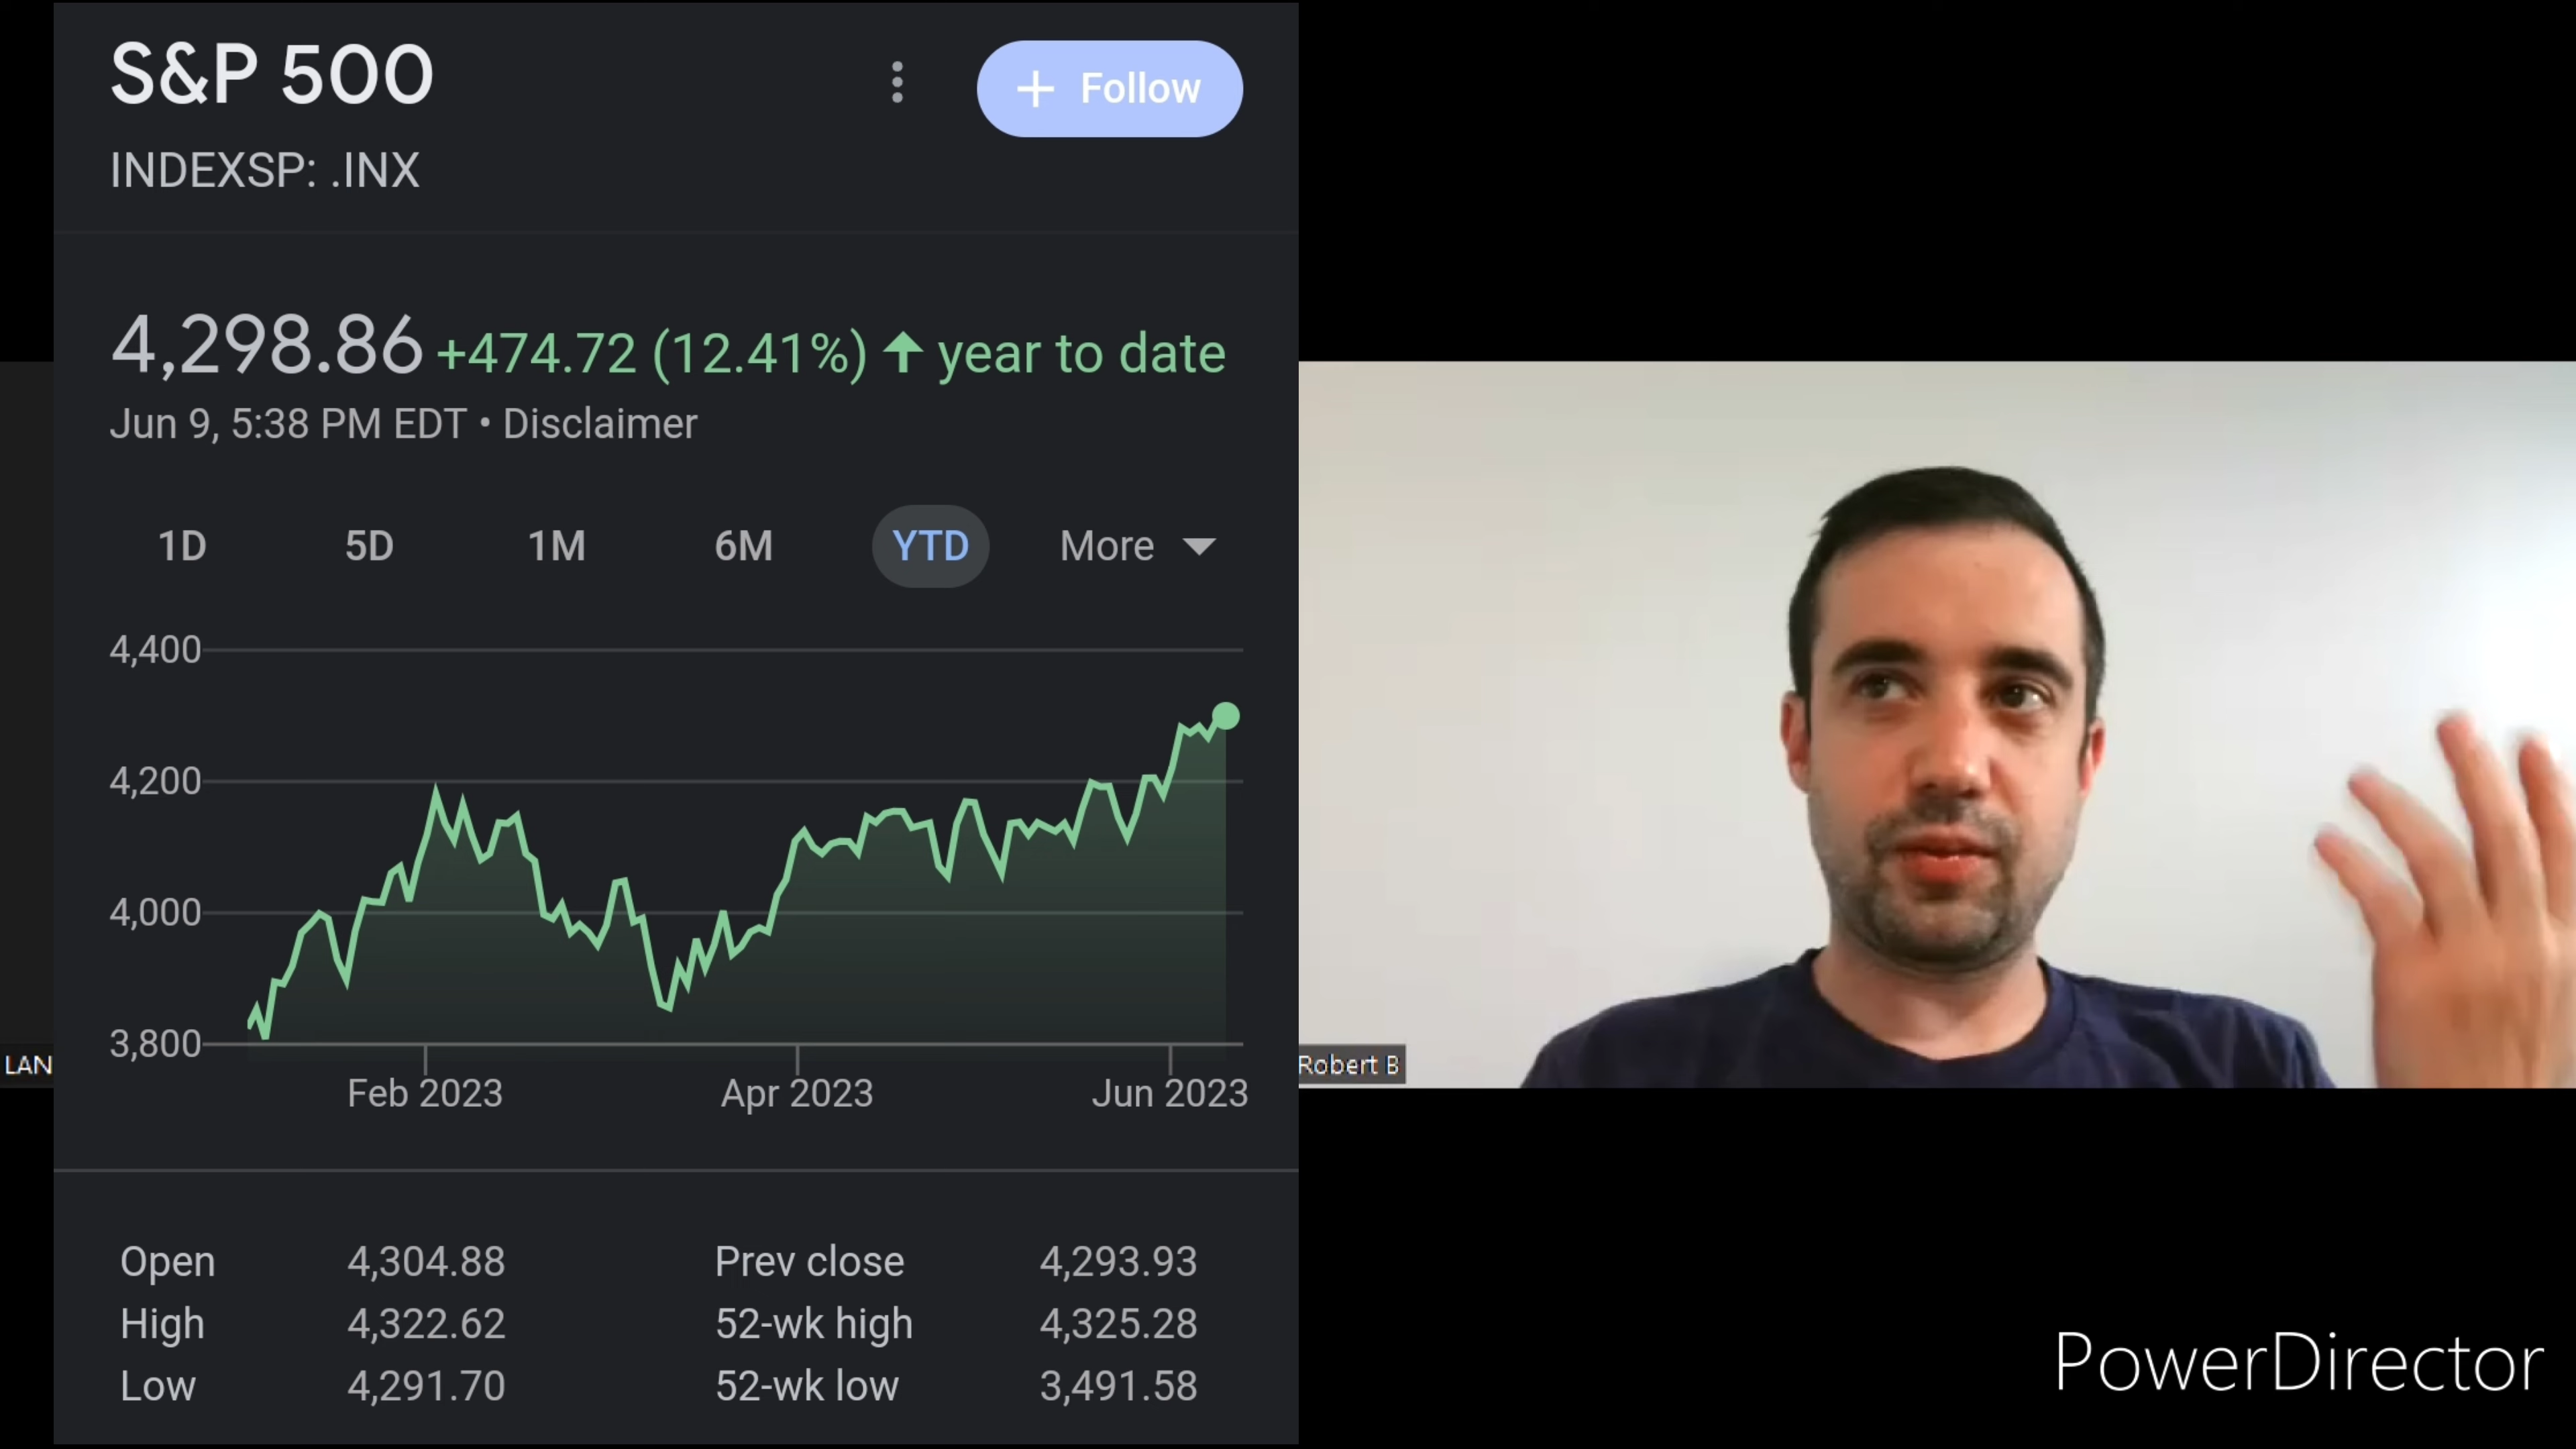 S&P 500
+ Follow
INDEXSP: .INX
4,298.86 +474.72 (12.41%) ↑ year to date
Jun 9, 5:38 PM EDT • Disclaimer
1D 5D 1M 6M YTD More
4,400
4,200
4,000
3,800
Feb 2023 Apr 2023 Jun 2023
LAN
Robert B
Open 4,304.88 Prev close 4,293.93
High 4,322.62 52-wk high 4,325.28
Low 4,291.70 52-wk low 3,491.58
PowerDirector